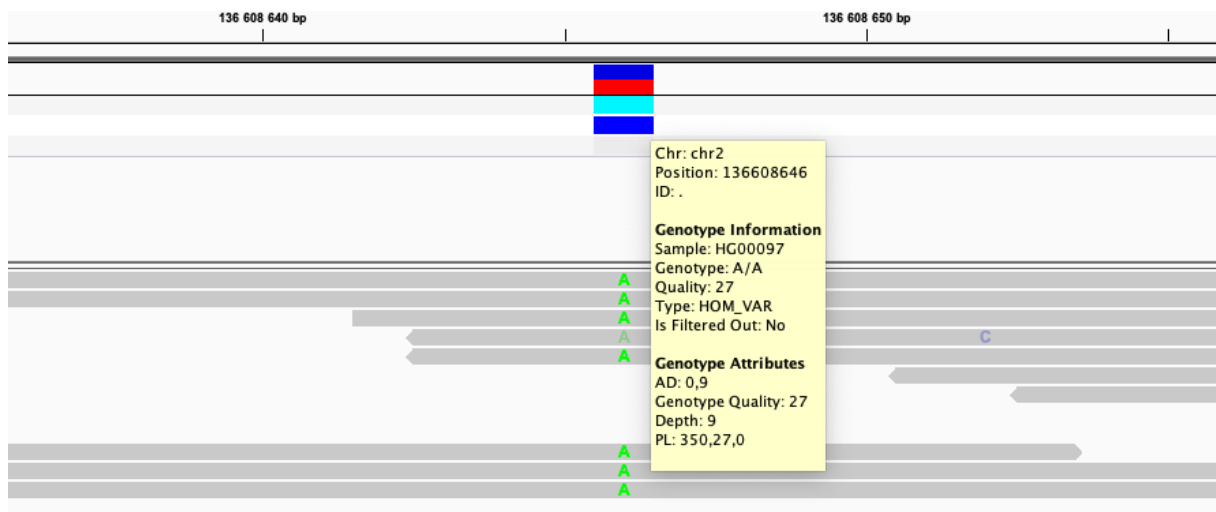 136 608 640 bp
136 608 650 bp
Chr: chr2
Position: 136608646
ID: .
Genotype Information
Sample: HG00097
Genotype: A/A
Quality: 27
Type: HOM_VAR
Is Filtered Out: No
Genotype Attributes
AD: 0,9
Genotype Quality: 27
Depth: 9
PL: 350,27,0
A
A
A
A C
A
A
A
A